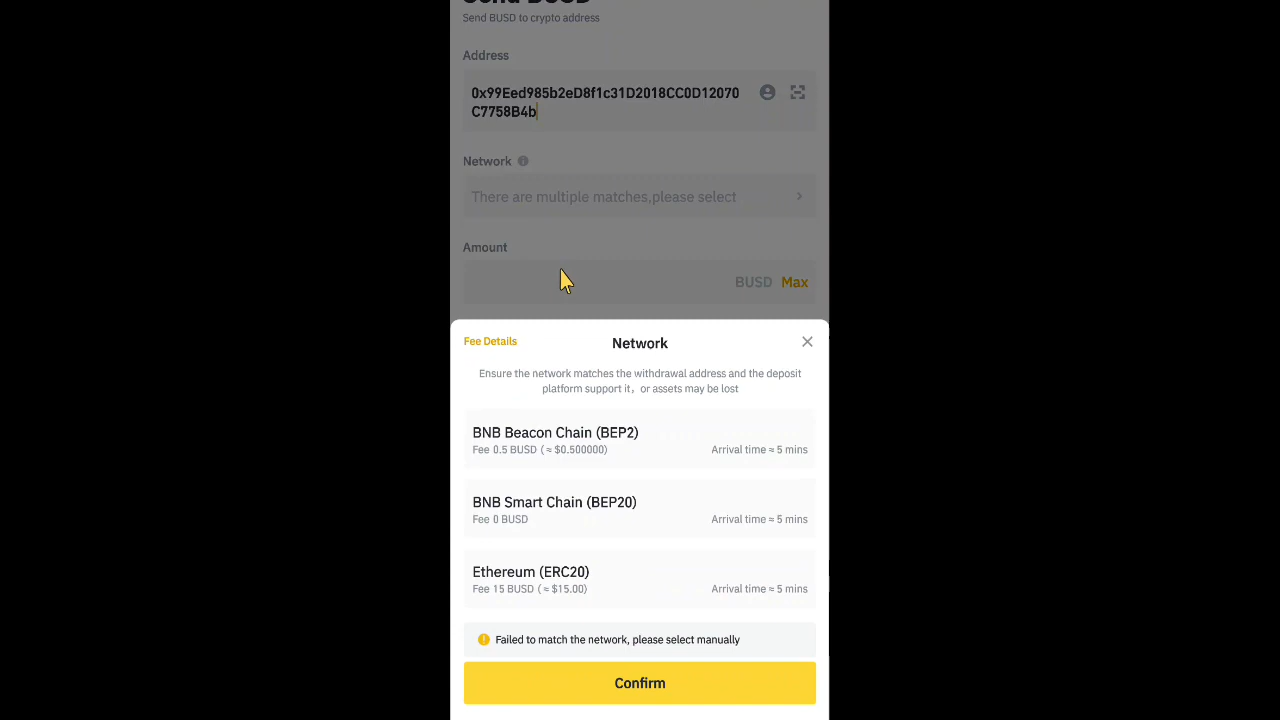 Send BUSD
Send BUSD to crypto address
Address
0x99Eed985b2eD8f1c31D2018CC0D12070
C7758B4b
Network
There are multiple matches,please select
Amount
BUSD Max
Fee Details
Network
Ensure the network matches the withdrawal address and the deposit
platform support it，or assets may be lost
BNB Beacon Chain (BEP2)
Fee 0.5 BUSD (≈ $0.500000) Arrival time ≈ 5 mins
BNB Smart Chain (BEP20)
Fee 0 BUSD Arrival time ≈ 5 mins
Ethereum (ERC20)
Fee 15 BUSD (≈ $15.00) Arrival time ≈ 5 mins
Failed to match the network, please select manually
Confirm